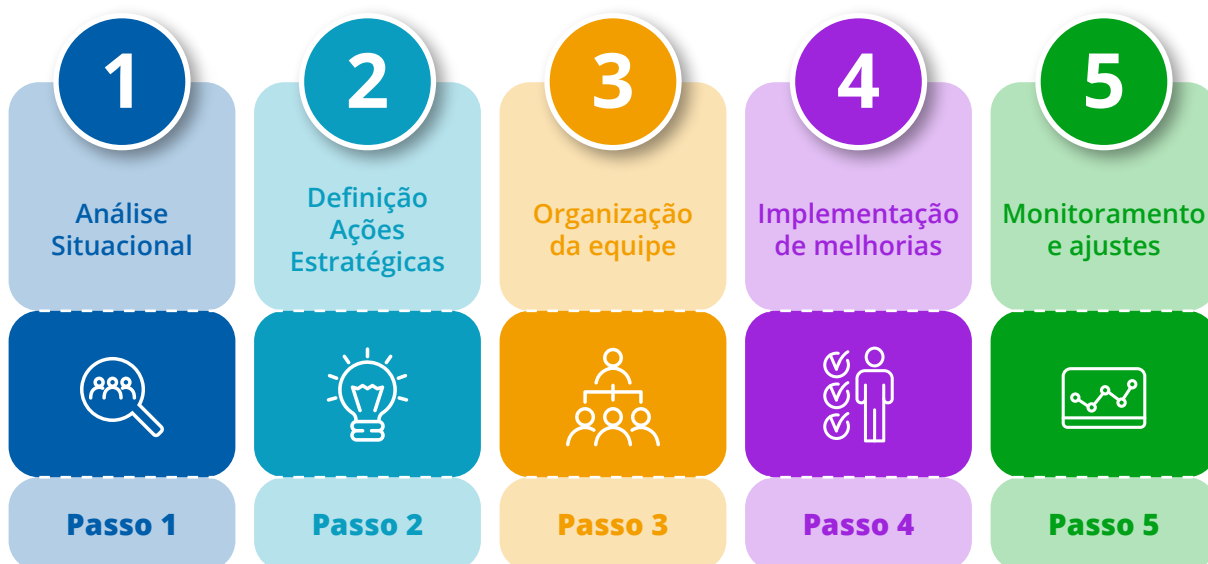 1
Análise
Situacional
Passo 1
2
Definição
Ações
Estratégicas
Passo 2
3
Organização
da equipe
Passo 3
4
Implementação
de melhorias
Passo 4
5
Monitoramento
e ajustes
Passo 5